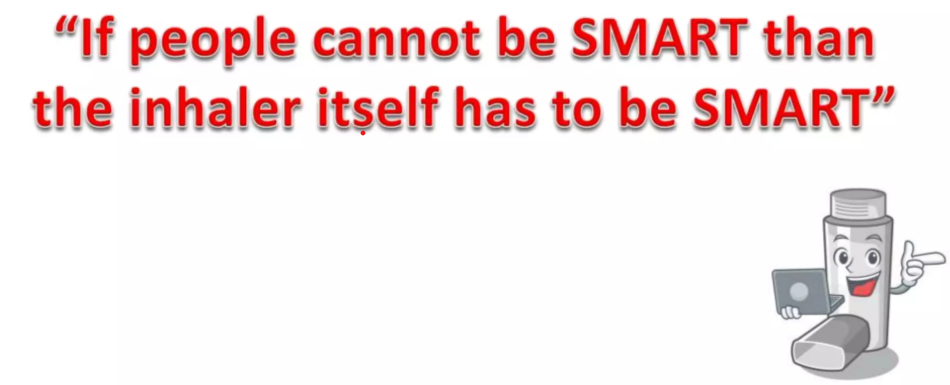 “If people cannot be SMART than
the inhaler itself has to be SMART”